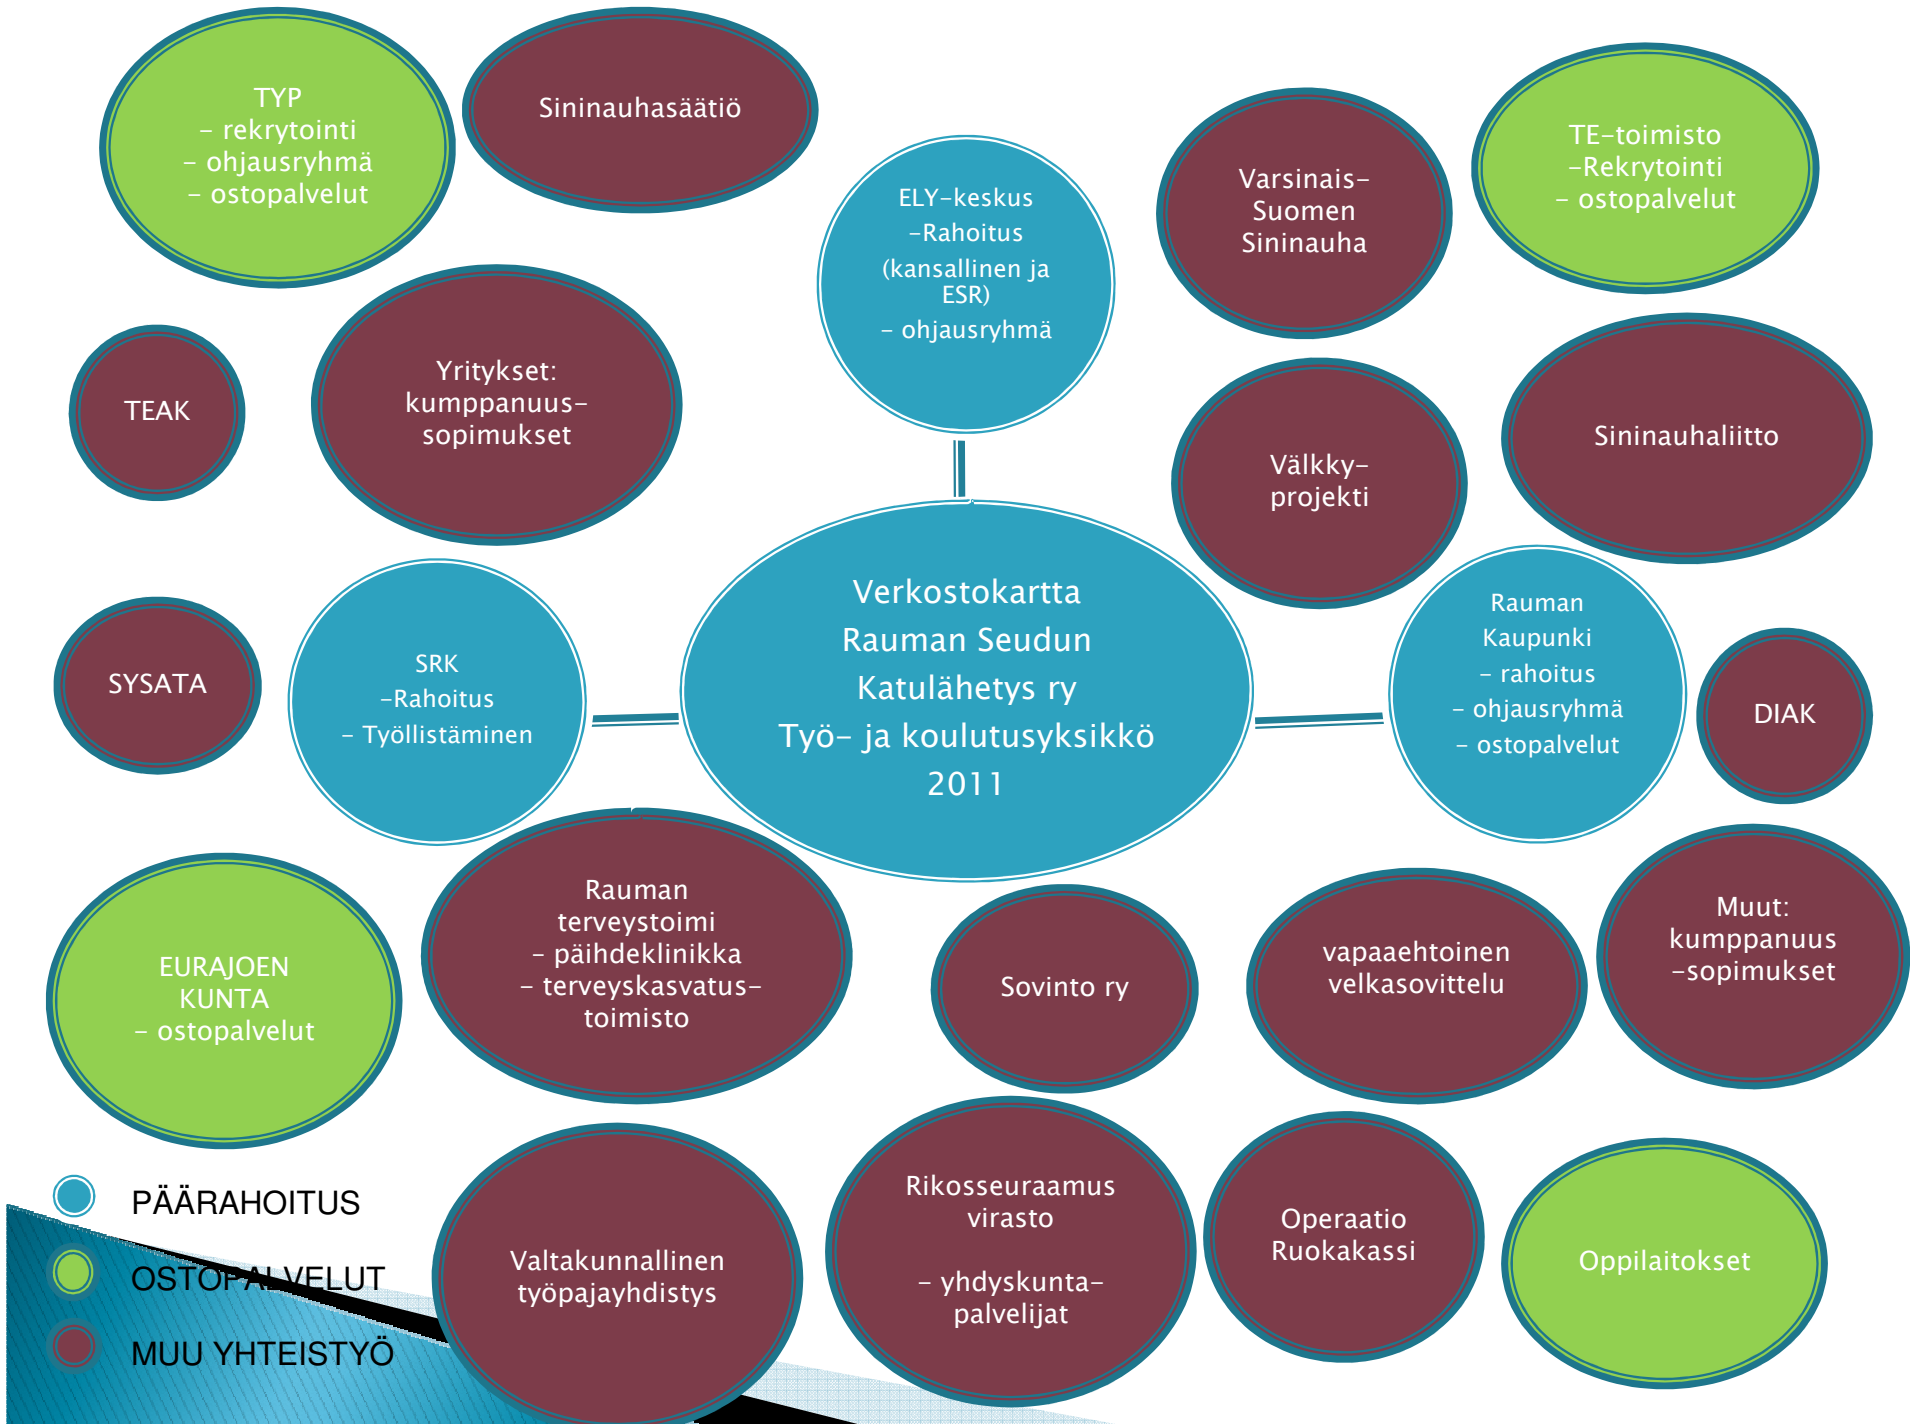 TYP
- rekrytointi
- ohjausryhmä
- ostopalvelut
Sininauhasäätiö
ELY-keskus
-Rahoitus
(kansallinen ja
ESR)
- ohjausryhmä
Varsinais-
Suomen
Sininauha
TE-toimisto
-Rekrytointi
- ostopalvelut
TEAK
Yritykset:
kumppanuus-
sopimukset
Välkky-
projekti
Sininauhaliitto
SYSATA
SRK
-Rahoitus
- Työllistäminen
Verkostokartta
Rauman Seudun
Katulähetys ry
Työ- ja koulutusyksikkö
2011
Rauman
Kaupunki
- rahoitus
- ohjausryhmä
- ostopalvelut
DIAK
EURAJOEN
KUNTA
- ostopalvelut
Rauman
terveystoimi
- päihdeklinikka
- terveyskasvatus-
toimisto
Sovinto ry
vapaaehtoinen
velkasovittelu
Muut:
kumppanuus
-sopimukset
PÄÄRAHOITUS
OSTOPALVELUT
MUU YHTEISTYÖ
Valtakunnallinen
työpajayhdistys
Rikosseuraamus
virasto
- yhdyskunta-
palvelijat
Operaatio
Ruokakassi
Oppilaitokset